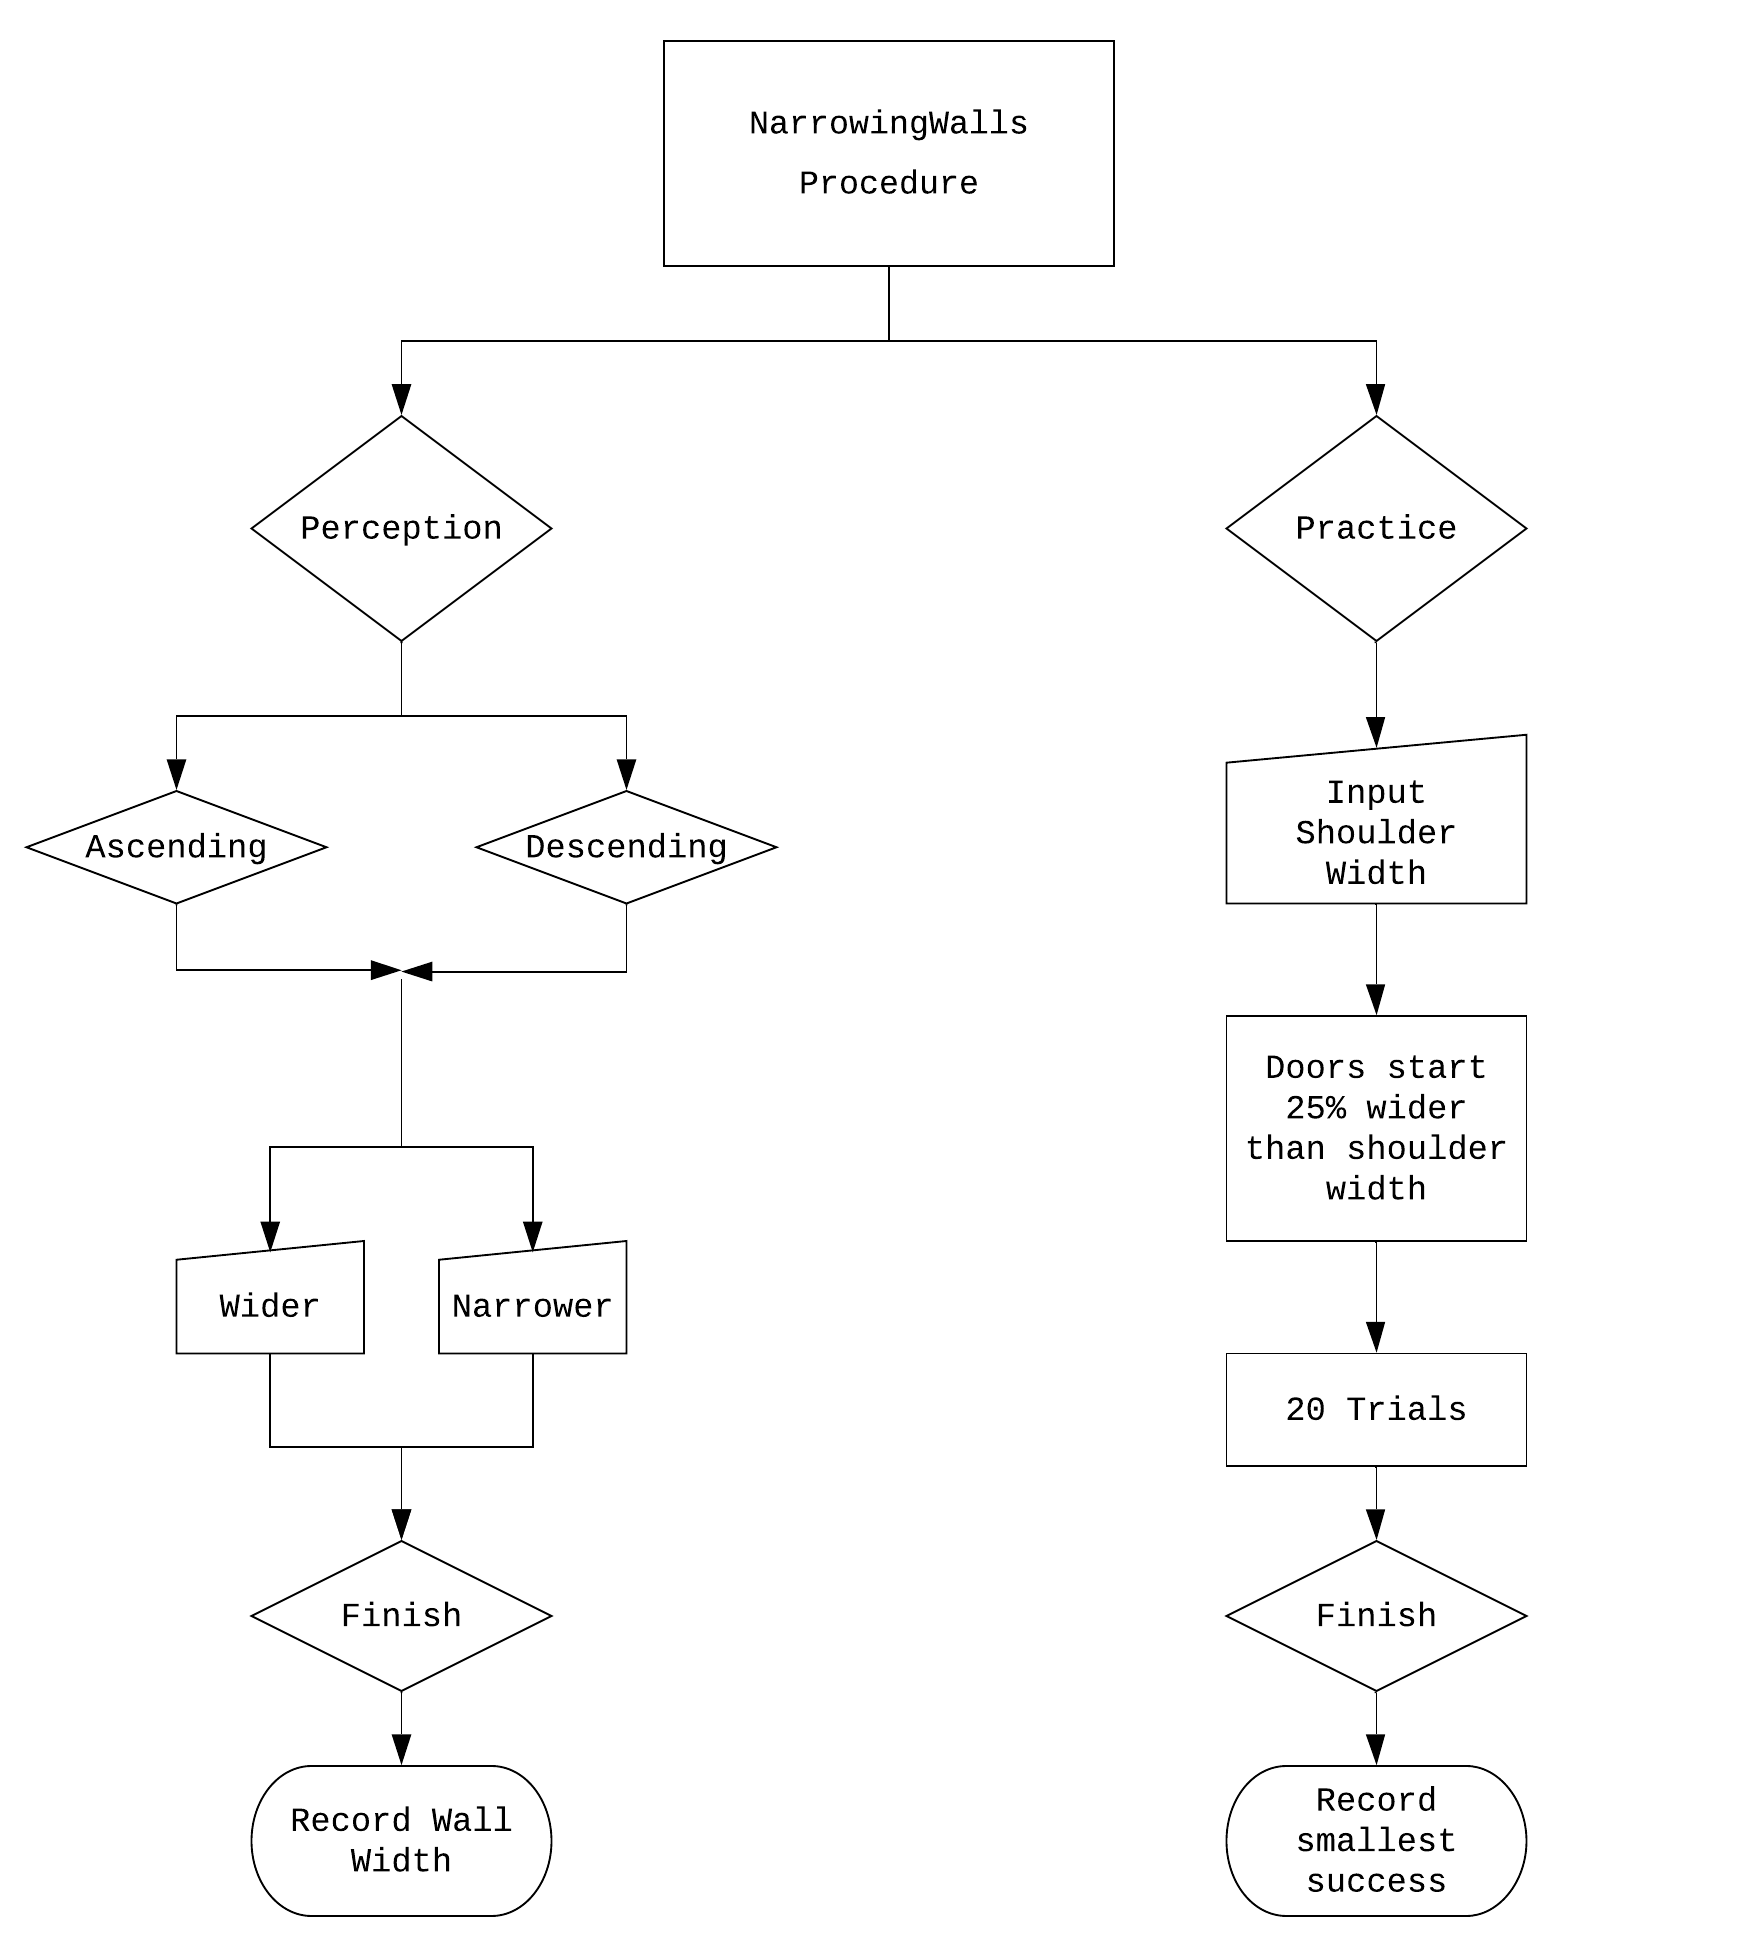 NarrowingWalls
Procedure
Perception
Practice
Ascending
Descending
Input
Shoulder
Width
Doors start
25% wider
than shoulder
width
Wider
Narrower
20 Trials
Finish
Finish
Record Wall
Width
Record
smallest
success